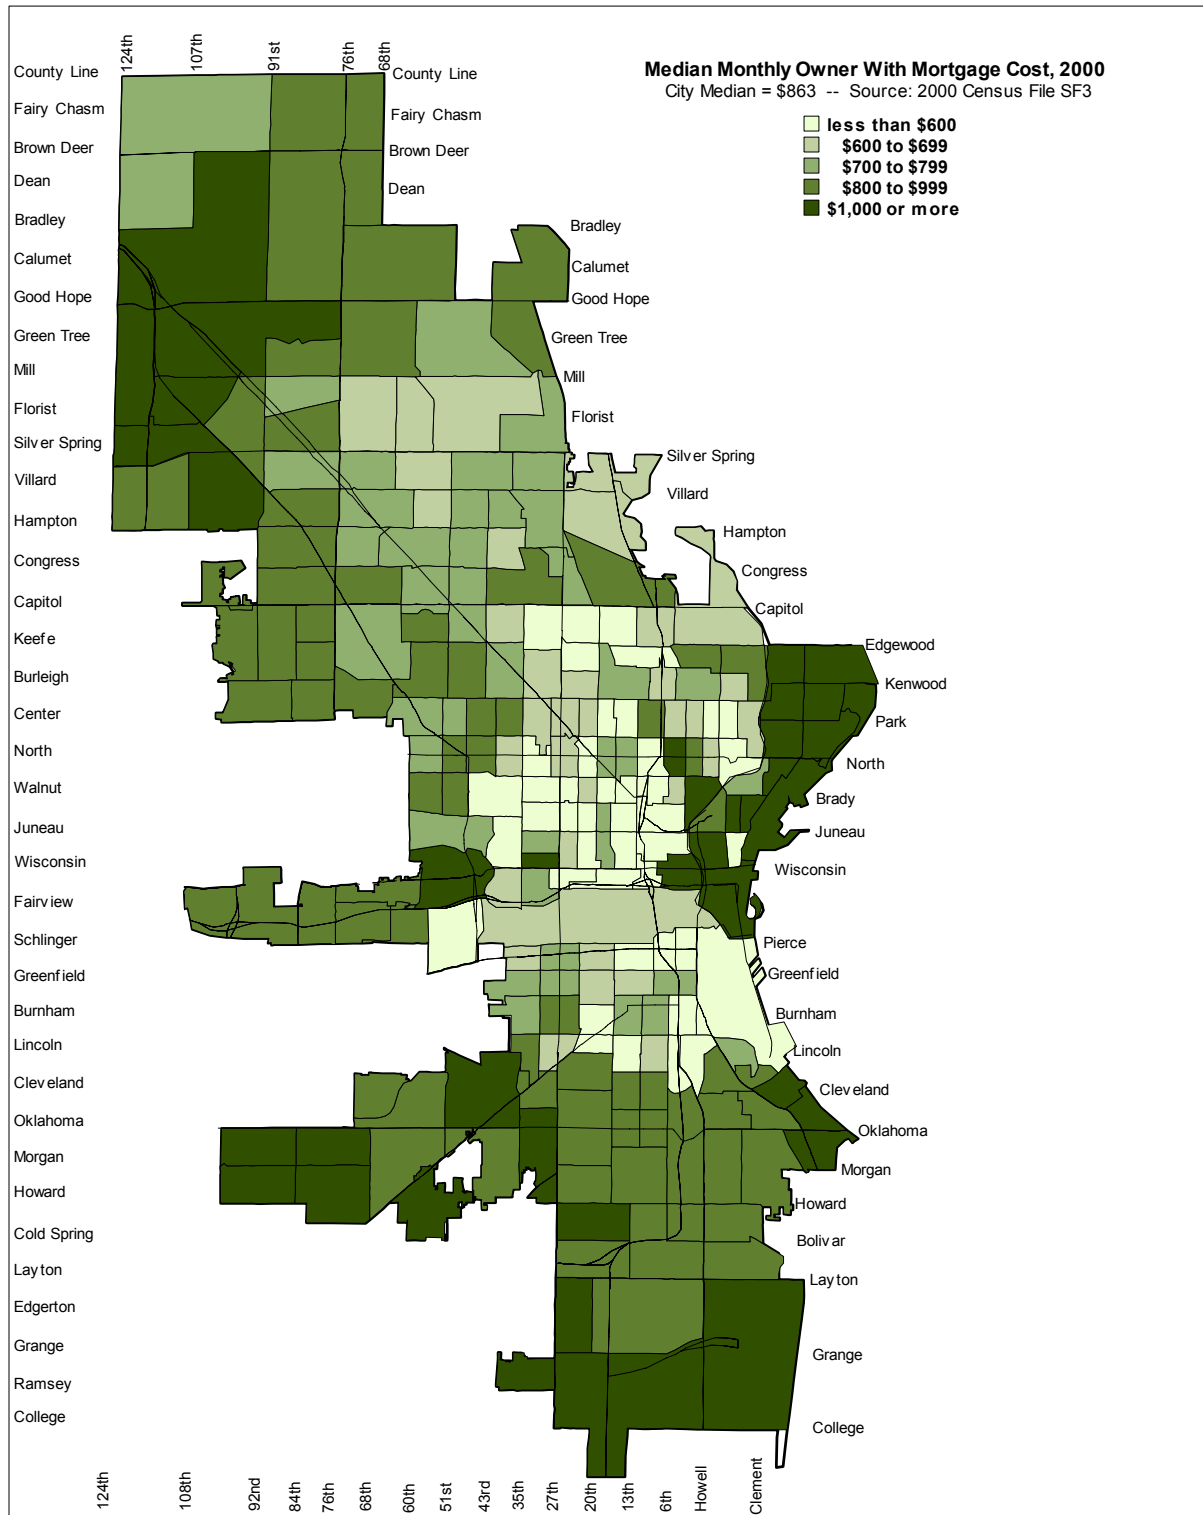 124th
107th
91st
76th
68th
Median Monthly Owner With Mortgage Cost, 2000
City Median = $863 -- Source: 2000 Census File SF3
less than $600
$600 to $699
$700 to $799
$800 to $999
$1,000 or more
County Line
Fairy Chasm
Brown Deer
Dean
Bradley
Calumet
Good Hope
Green Tree
Mill
Florist
Silver Spring
Villard
Hampton
Congress
Capitol
Keefe
Burleigh
Center
North
Walnut
Juneau
Wisconsin
Fairview
Schlinger
Greenfield
Burnham
Lincoln
Cleveland
Oklahoma
Morgan
Howard
Cold Spring
Layton
Edgerton
Grange
Ramsey
College
County Line
Fairy Chasm
Brown Deer
Dean
Bradley
Calumet
Good Hope
Green Tree
Mill
Florist
Silver Spring
Villard
Hampton
Congress
Capitol
Edgewood
Kenwood
Park
North
Brady
Juneau
Wisconsin
Pierce
Greenfield
Burnham
Lincoln
Cleveland
Oklahoma
Morgan
Howard
Bolivar
Layton
Grange
College
124th
108th
92nd
84th
76th
68th
60th
51st
43rd
35th
27th
20th
13th
6th
Howell
Clement